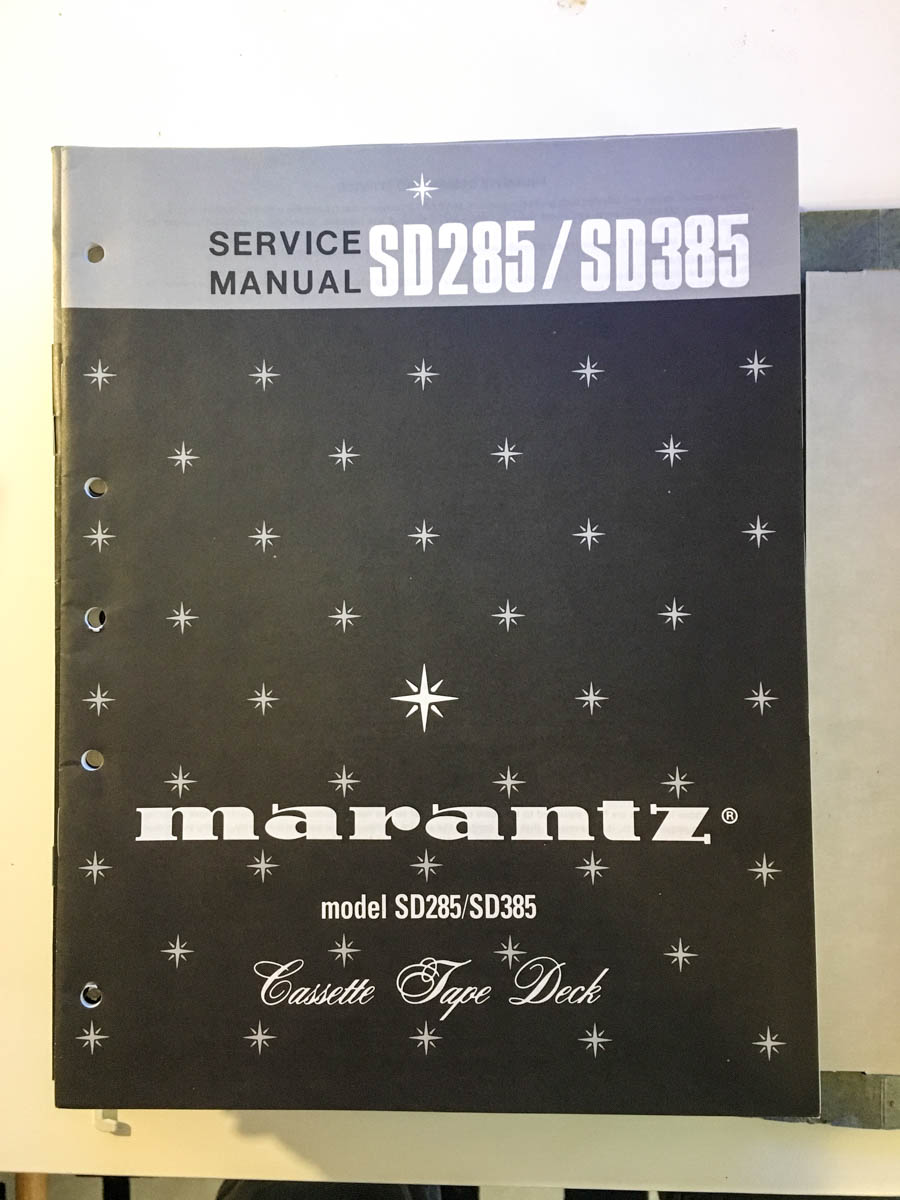 SERVICE
MANUAL SD285/SD385
marantz®
model SD285/SD385
Cassette Tape Deck